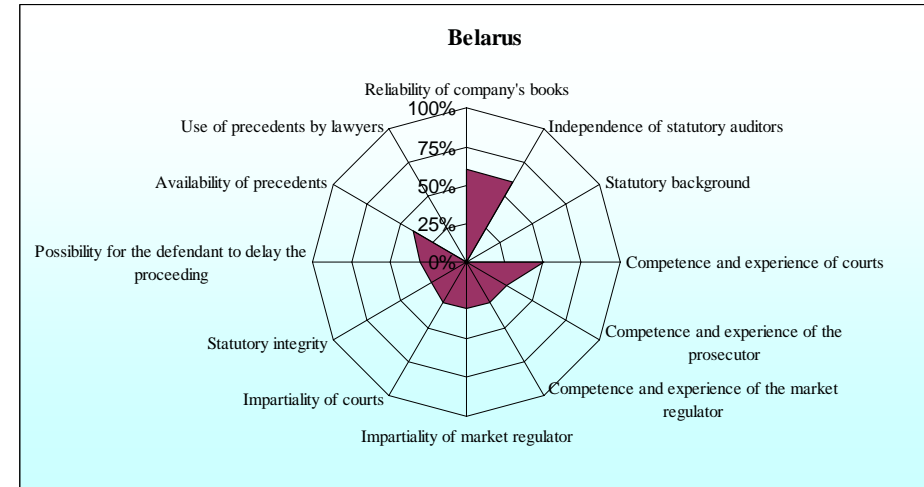 Belarus
Reliability of company's books
100%
Use of precedents by lawyers
Independence of statutory auditors
75%
Availability of precedents
Statutory background
50%
25%
Possibility for the defendant to delay the
proceeding
0%
Competence and experience of courts
Statutory integrity
Competence and experience of the
prosecutor
Impartiality of courts
Competence and experience of the market
regulator
Impartiality of market regulator